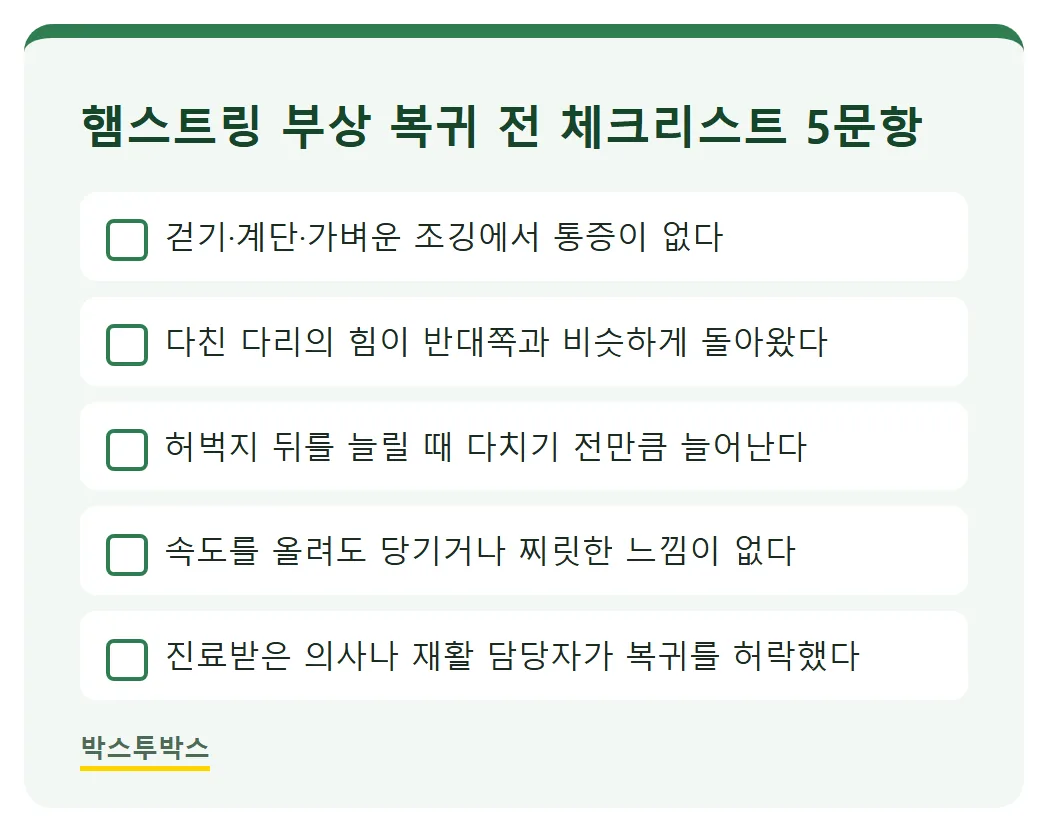 햄스트링 부상 복귀 전 체크리스트 5문항
걷기·계단·가벼운 조깅에서 통증이 없다
다친 다리의 힘이 반대쪽과 비슷하게 돌아왔다
허벅지 뒤를 늘릴 때 다치기 전만큼 늘어난다
속도를 올려도 당기거나 찌릿한 느낌이 없다
진료받은 의사나 재활 담당자가 복귀를 허락했다
박스투박스